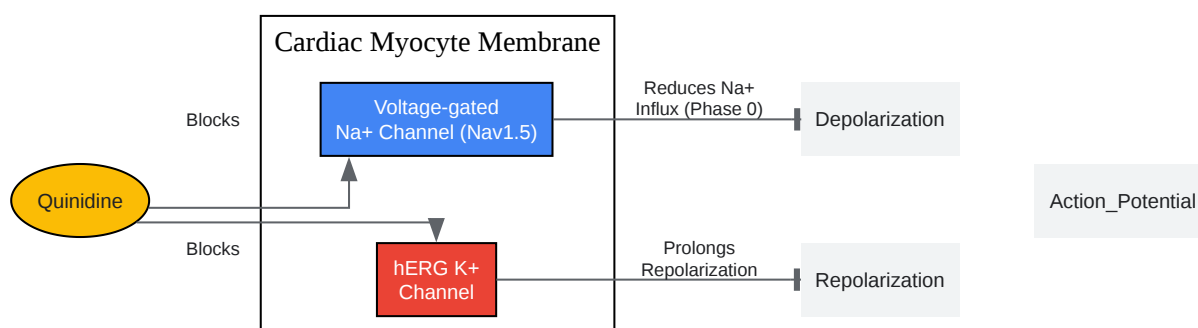 Cardiac Myocyte Membrane
Blocks
Voltage-gated
Na+ Channel (Nav1.5)
Reduces Na+
Influx (Phase 0)
Depolarization
Quinidine
Action_Potential
Blocks
hERG K+
Channel
Prolongs
Repolarization
Repolarization